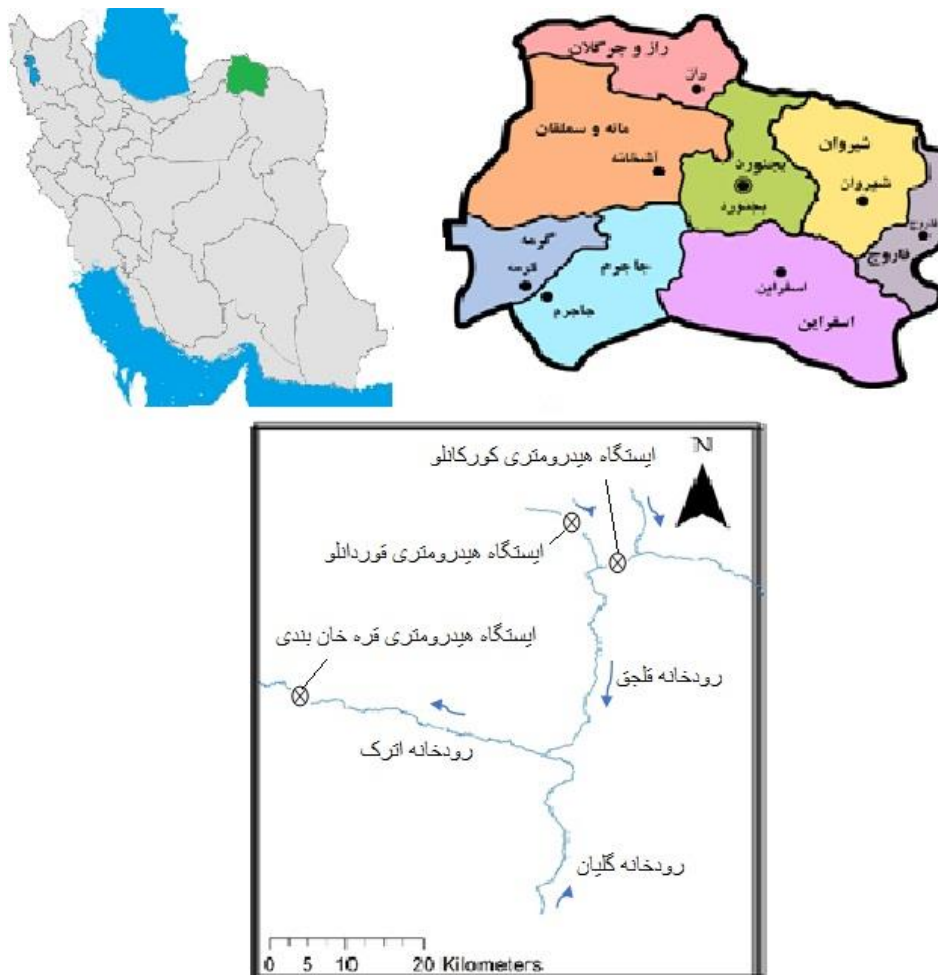 راز و جرگلان
راز
مانه و سملقان
آشخانه
بجنورد
بجنورد
شیروان
شیروان
فاروج
فاروج
گرمه
گرمه
جاجرم
جاجرم
اسفراین
اسفراین
ایستگاه هیدرومتری کورکانلو
N
ایستگاه هیدرومتری قوردانلو
ایستگاه هیدرومتری قره خان بندی
رودخانه قلجق
رودخانه اترک
رودخانه گلیان
0 5 10 20 Kilometers